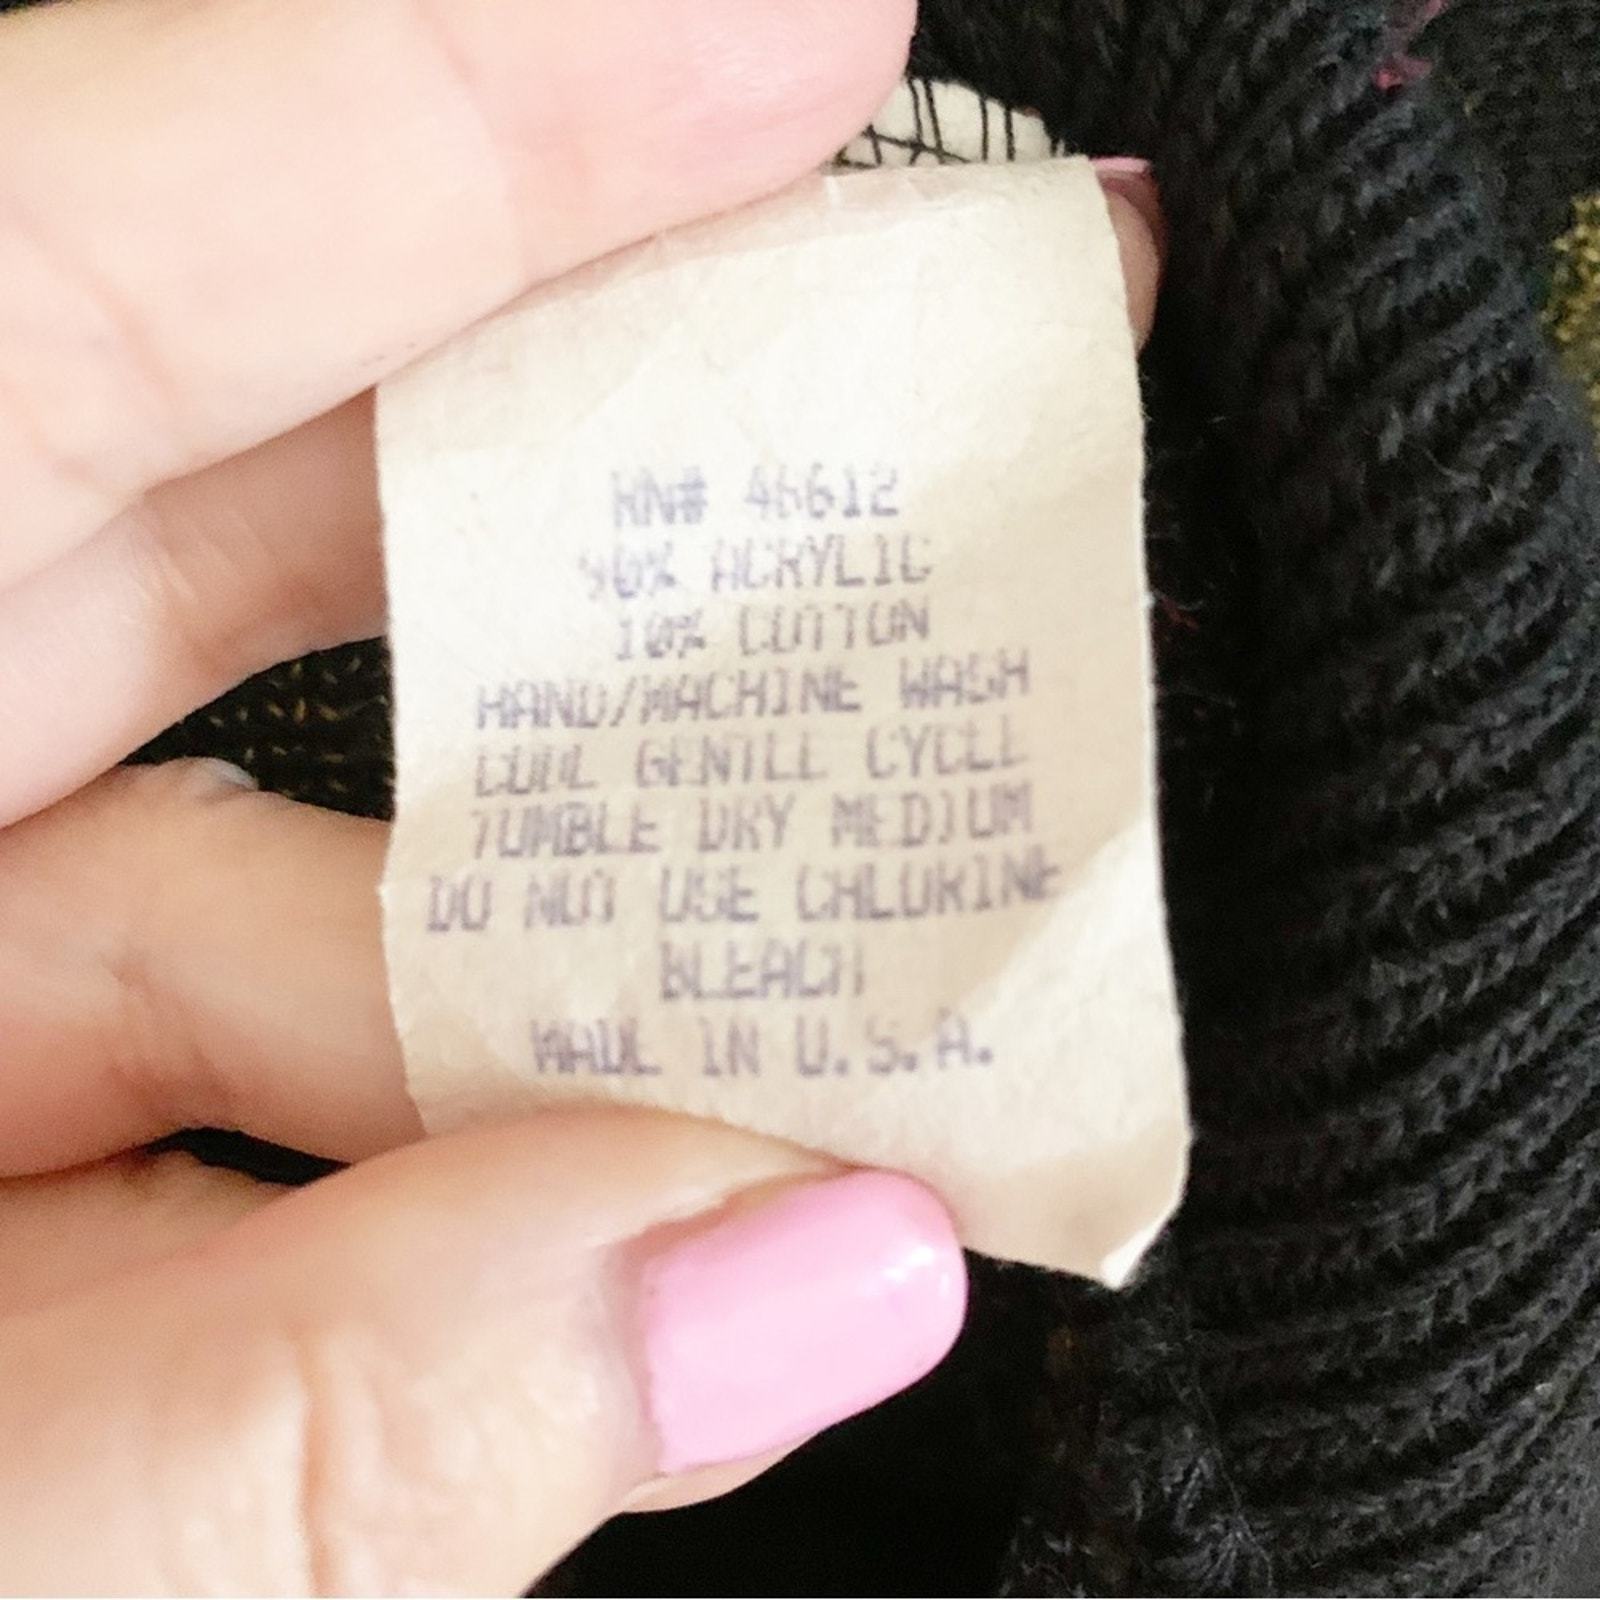 RN# 46612
90% ACRYLIC
10% COTTON
HAND/MACHINE WASH
COOL GENTLE CYCLE
TUMBLE DRY MEDIUM
DO NOT USE CHLORINE
BLEACH
MADE IN U.S.A.